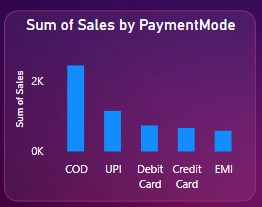 Sum of Sales by PaymentMode
Sum of Sales
2K
0K
COD UPI Debit Card Credit Card EMI